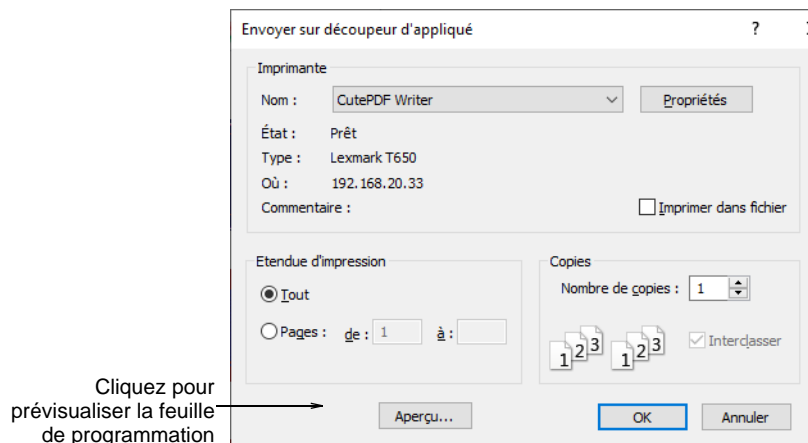 Envoyer sur découpeur d'appliqué ?
Imprimante
Nom : CutePDF Writer Propriétés
État : Prêt
Type : Lexmark T650
Où : 192.168.20.33
Commentaire : Imprimer dans fichier
Etendue d'impression
Tout
Pages : de : 1 à :
Copies
Nombre de copies : 1
1 2 3 1 2 3 Interclasser
Cliquez pour
prévisualiser la feuille
de programmation
Aperçu... OK Annuler